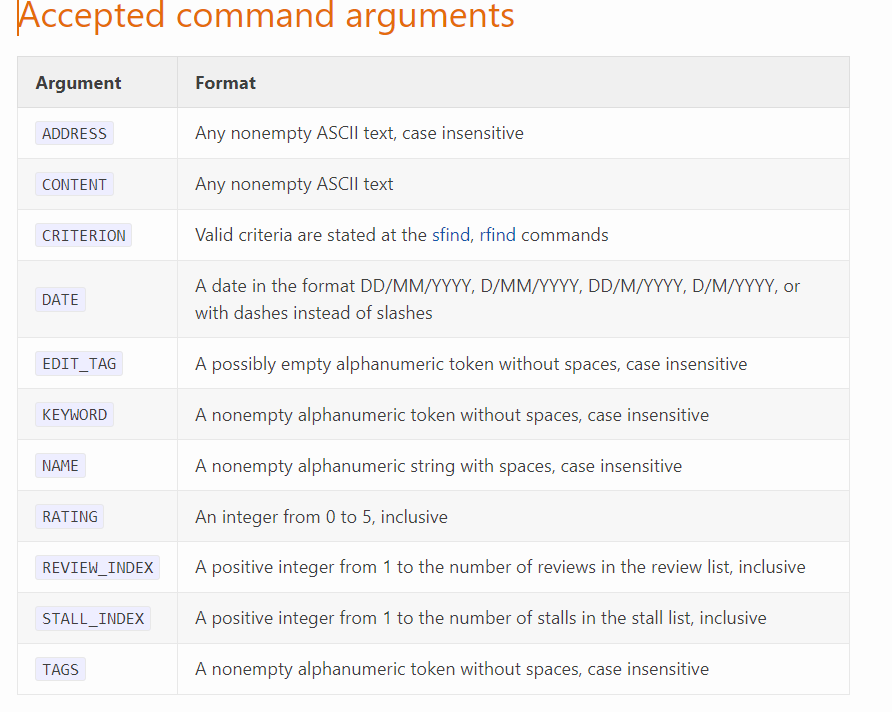 Accepted command arguments
Argument Format
ADDRESS Any nonempty ASCII text, case insensitive
CONTENT Any nonempty ASCII text
CRITERION Valid criteria are stated at the sfind, rfind commands
DATE A date in the format DD/MM/YYYY, D/MM/YYYY, DD/M/YYYY, D/M/YYYY, or
with dashes instead of slashes
EDIT_TAG A possibly empty alphanumeric token without spaces, case insensitive
KEYWORD A nonempty alphanumeric token without spaces, case insensitive
NAME A nonempty alphanumeric string with spaces, case insensitive
RATING An integer from 0 to 5, inclusive
REVIEW_INDEX A positive integer from 1 to the number of reviews in the review list, inclusive
STALL_INDEX A positive integer from 1 to the number of stalls in the stall list, inclusive
TAGS A nonempty alphanumeric token without spaces, case insensitive